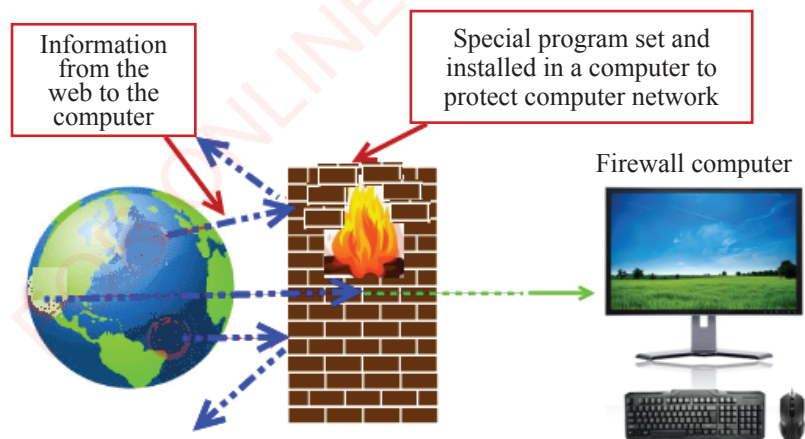 Information
from the
web to the
computer
Special program set and
installed in a computer to
protect computer network
Firewall computer